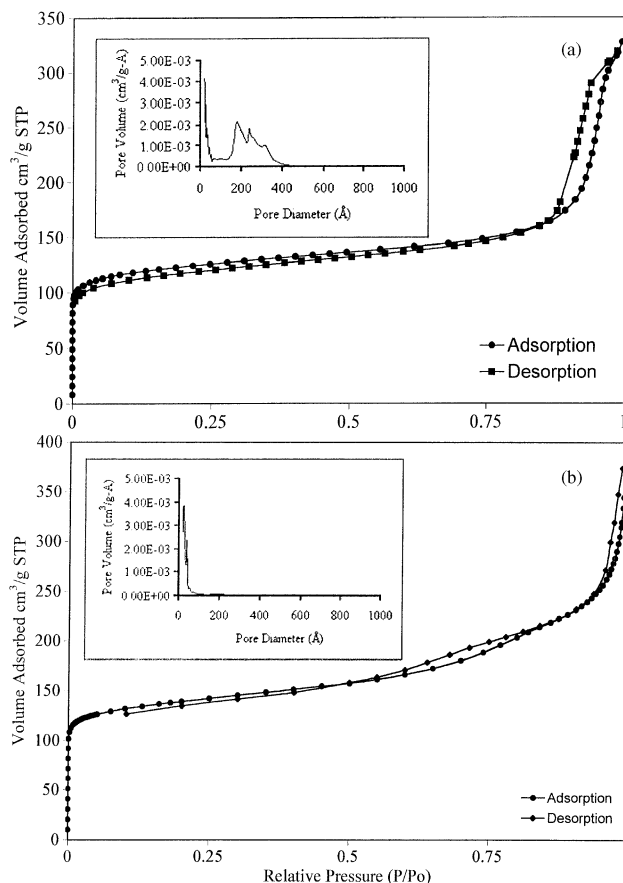 350
300
250
200
150
100
50
0
Volume Adsorbed cm³/g STP
(a)
5.00E-03
4.00E-03
3.00E-03
2.00E-03
1.00E-03
0.00E+00
Pore Volume (cm³/g-A)
0 200 400 600 800 1000
Pore Diameter (Å)
Adsorption
Desorption
0 0.25 0.5 0.75
400
350
300
250
200
150
100
50
0
Volume Adsorbed cm³/g STP
(b)
5.00E-03
4.00E-03
3.00E-03
2.00E-03
1.00E-03
0.00E+00
Pore Volume (cm³/g-A)
0 200 400 600 800 1000
Pore Diameter (Å)
Adsorption
Desorption
0 0.25 0.5 0.75
Relative Pressure (P/Po)